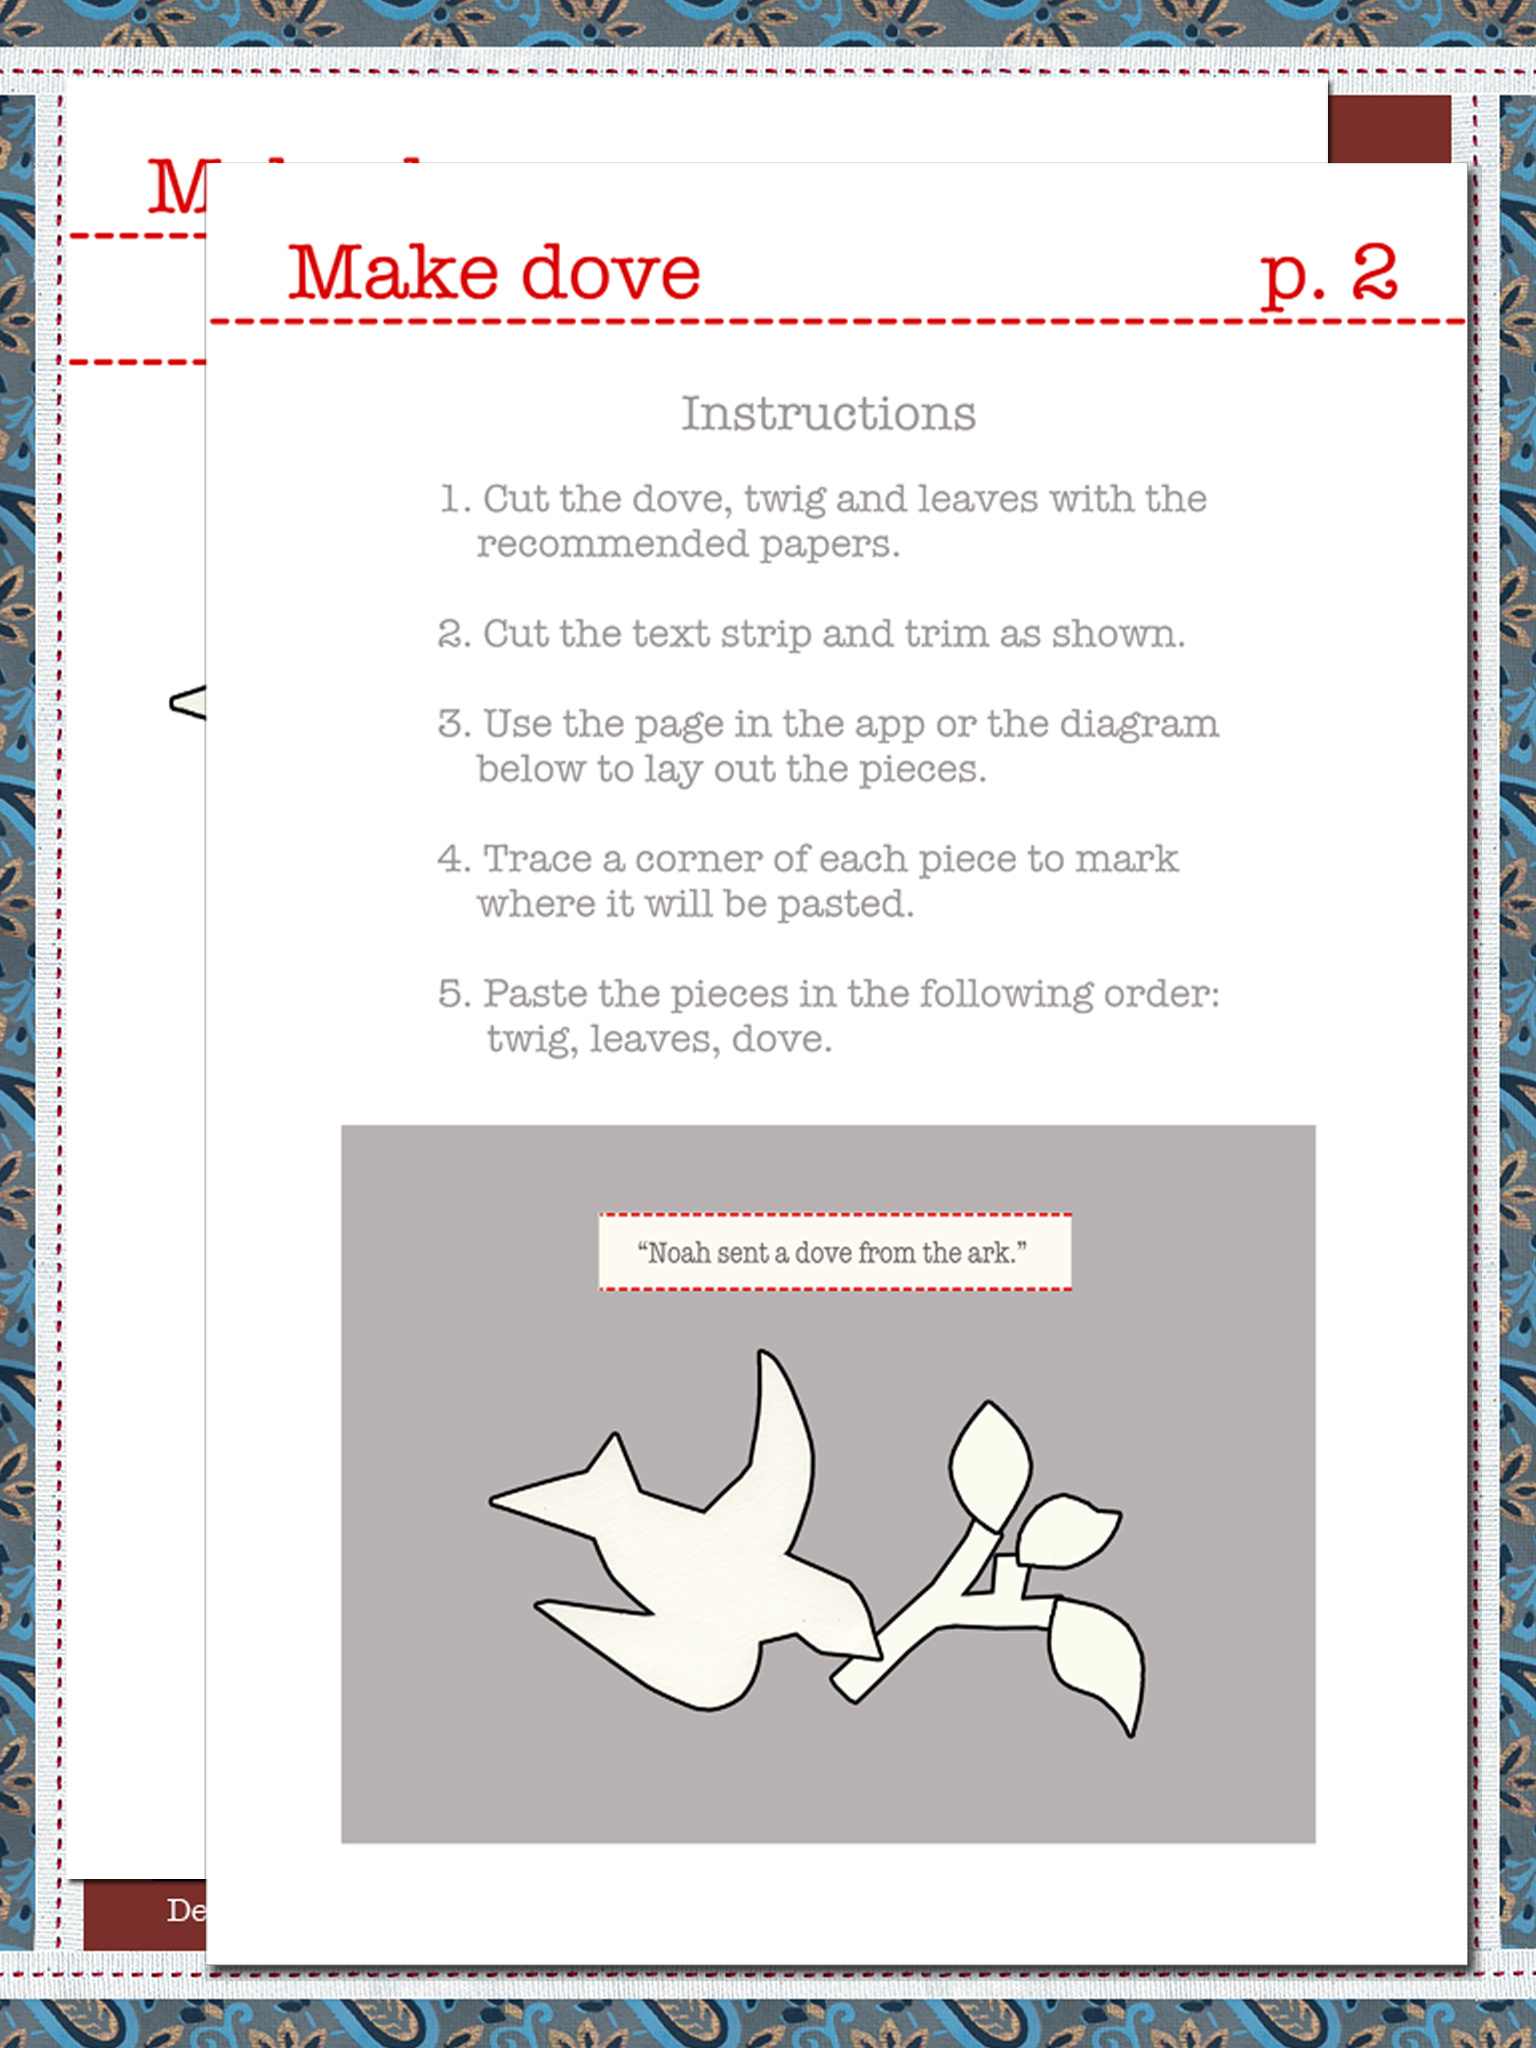 Make dove p. 2
Instructions
1. Cut the dove, twig and leaves with the
recommended papers.
2. Cut the text strip and trim as shown.
3. Use the page in the app or the diagram
below to lay out the pieces.
4. Trace a corner of each piece to mark
where it will be pasted.
5. Paste the pieces in the following order:
twig, leaves, dove.
“Noah sent a dove from the ark.”